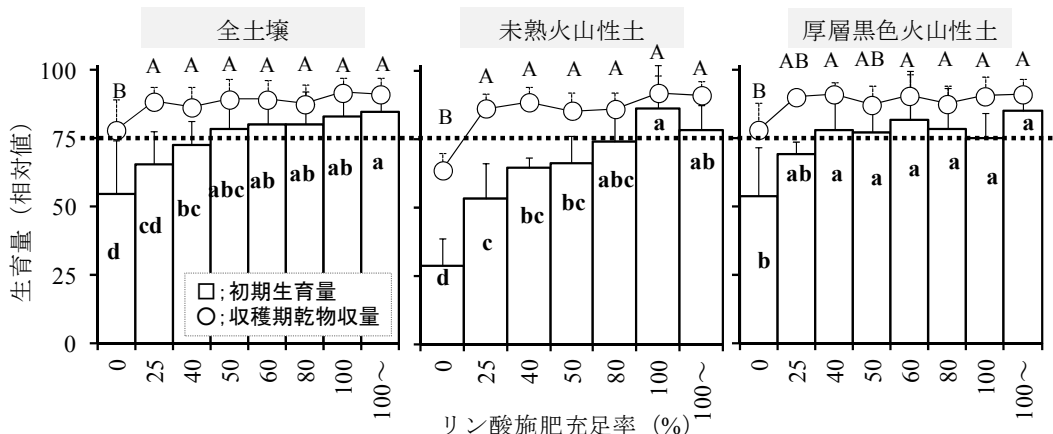 全土壌
未熟火山性土
厚層黒色火山性土
生育量（相対値）
100
75
50
25
0
B A A A A A A A
d cd bc abc ab ab ab a
□;初期生育量
○;収穫期乾物収量
0 25 40 50 60 80 100 100～
B A A A A A A
d c bc bc abc a ab
0 25 40 50 80 100 100～
B AB A AB A A A A
b ab a a a a a a
0 25 40 50 60 80 100 100～
リン酸施肥充足率（%）